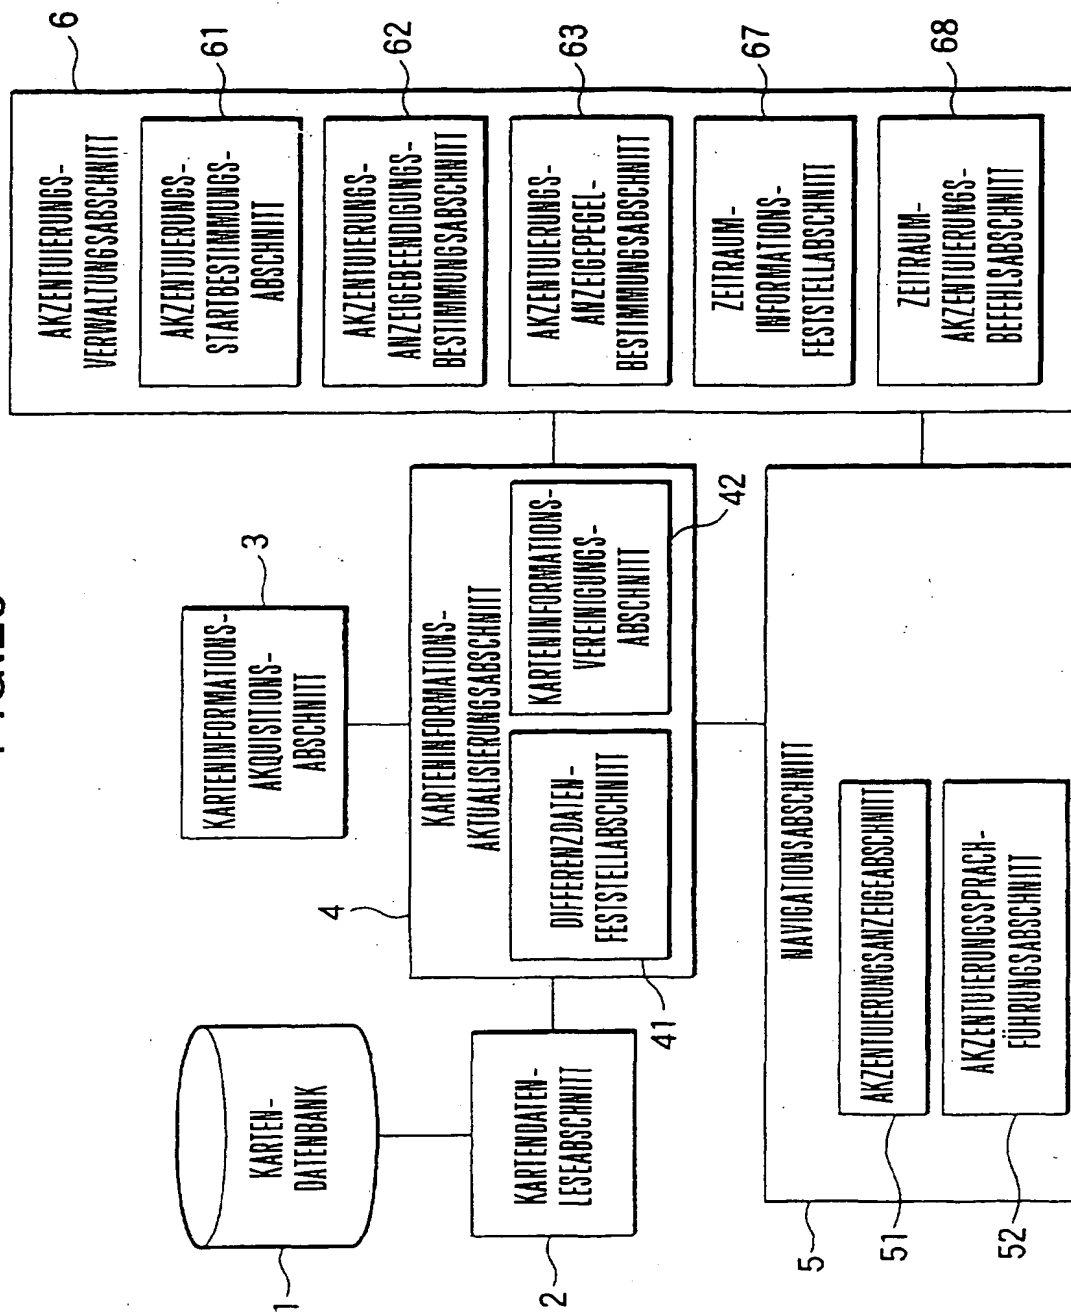 1
KARTEN-
DATENBANK
2
KARTENDATEN-
LESEABSCHNITT
3
KARTENINFORMATIONS-
AKQUISITIONS-
ABSCHNITT
4
KARTENINFORMATIONS-
AKTUALISIERUNGSABSCHNITT
DIFFERENZDATEN-
FESTSTELLABSCHNITT
41
KARTENINFORMATIONS-
VEREINIGUNGS-
ABSCHNITT
42
5
NAVIGATIONSABSCHNITT
AKZENTUIERUNGSANZEIGEABSCHNITT
51
AKZENTUIERUNGSSPRACH-
FÜHRUNGSABSCHNITT
52
6
AKZENTUIERUNGS-
VERWALTUNGSABSCHNITT
AKZENTUIERUNGS-
STARTBESTIMMUNGS-
ABSCHNITT
61
AKZENTUIERUNGS-
ANZEIGEBEENDIGUNGS-
BESTIMMUNGSABSCHNITT
62
AKZENTUIERUNGS-
ANZEIGEPEGEL-
BESTIMMUNGSABSCHNITT
63
ZEITRAUM-
INFORMATIONS-
FESTSTELLABSCHNITT
67
ZEITRAUM-
AKZENTUIERUNGS-
BEFEHLSABSCHNITT
68